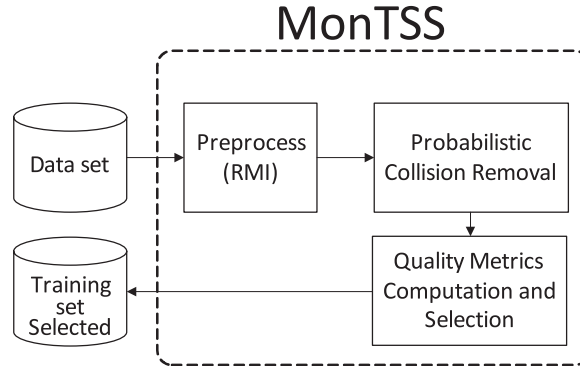 MonTSS
Data set
Preprocess
(RMI)
Probabilistic
Collision Removal
Training
set
Selected
Quality Metrics
Computation and
Selection